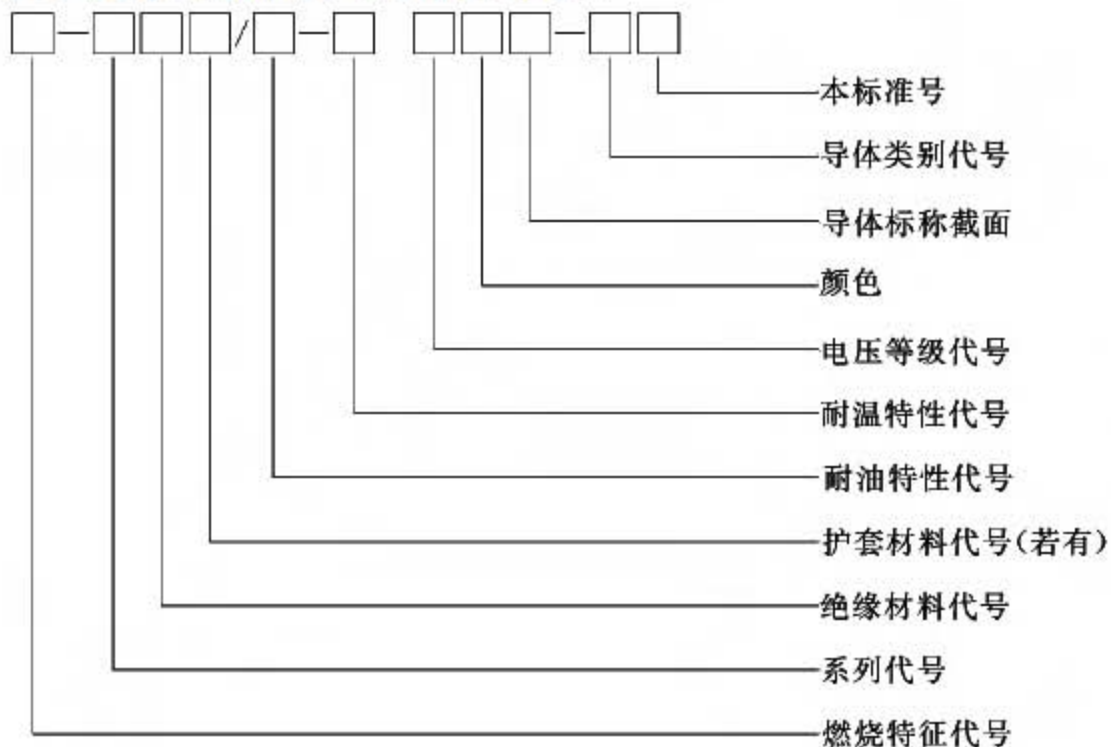 □—□□□/□—□ □□□—□□
本标准号
导体类别代号
导体标称截面
颜色
电压等级代号
耐温特性代号
耐油特性代号
护套材料代号(若有)
绝缘材料代号
系列代号
燃烧特征代号